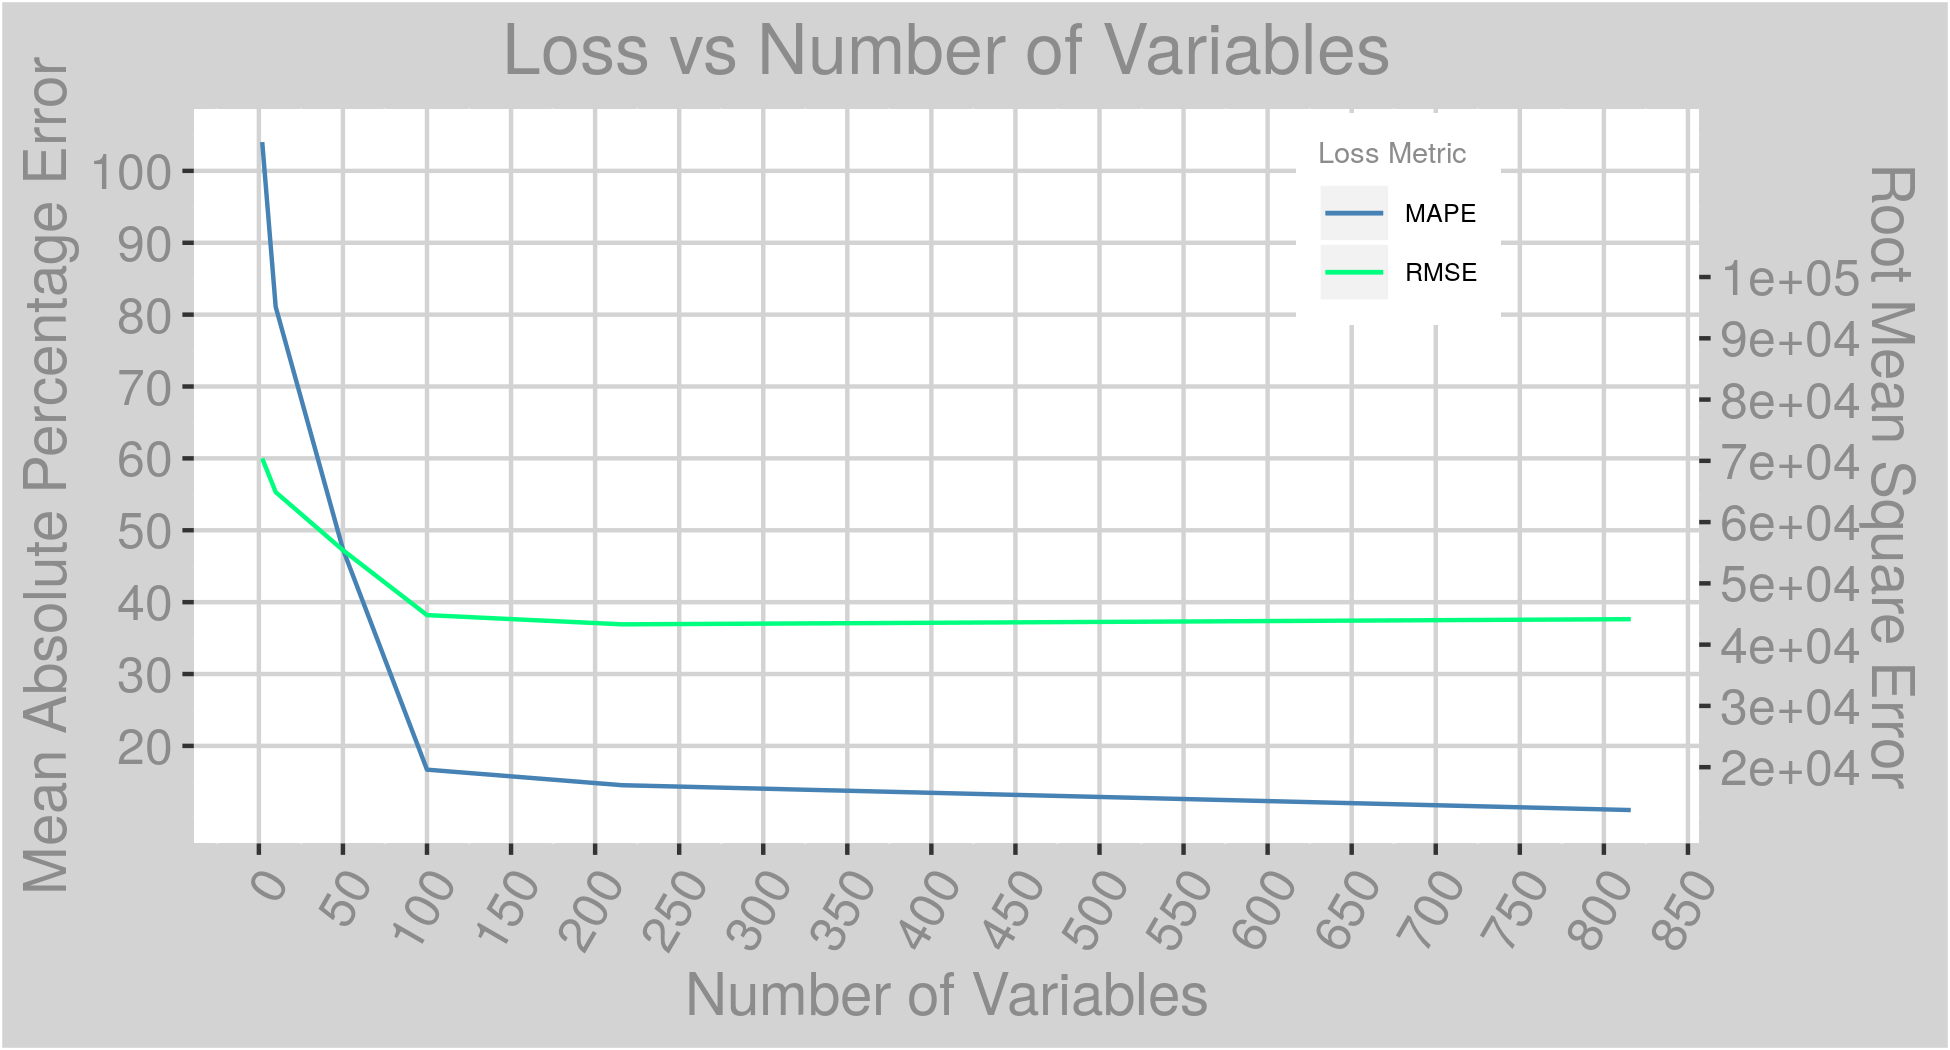 Loss vs Number of Variables
Mean Absolute Percentage Error
100
90
80
70
60
50
40
30
20
Loss Metric
MAPE
RMSE
1e+05
9e+04
8e+04
7e+04
6e+04
5e+04
4e+04
3e+04
2e+04
Root Mean Square Error
0
50
100
150
200
250
300
350
400
450
500
550
600
650
700
750
800
850
Number of Variables